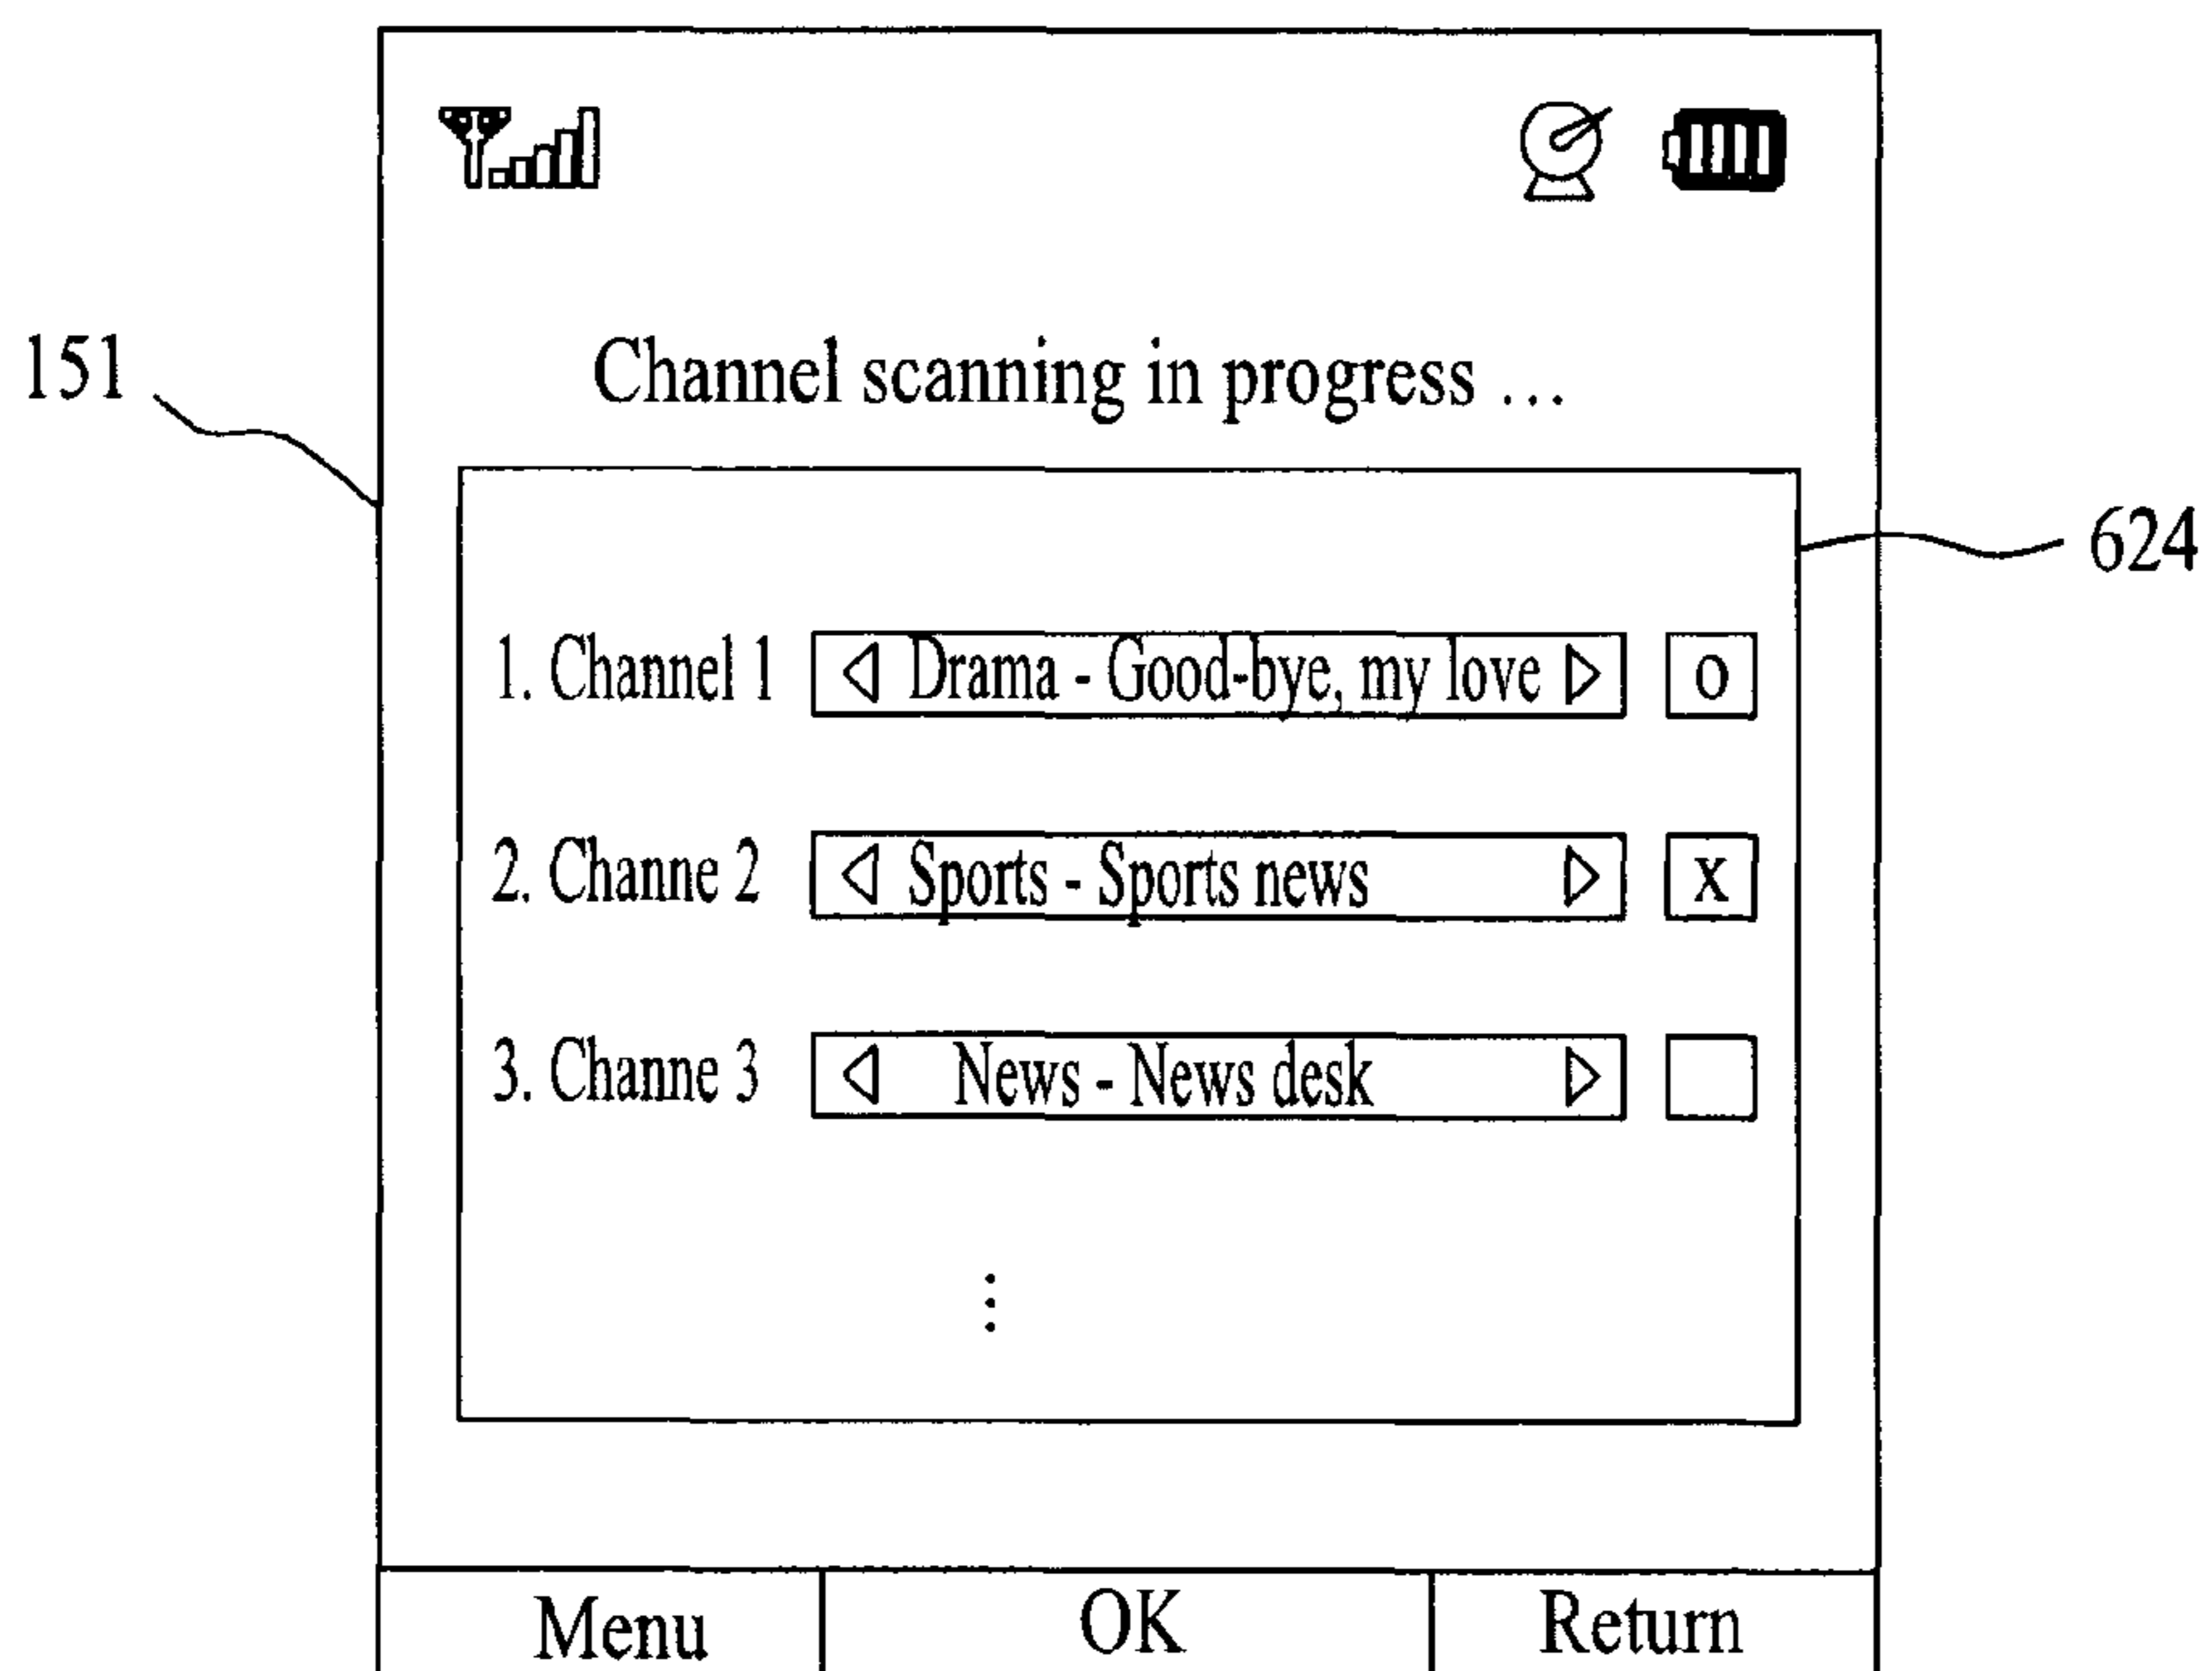 Channel scanning in progress ...
151
624
1. Channel 1 Drama - Good-bye, my love o
2. Channe 2 Sports - Sports news x
3. Channe 3 News - News desk
Menu OK Return